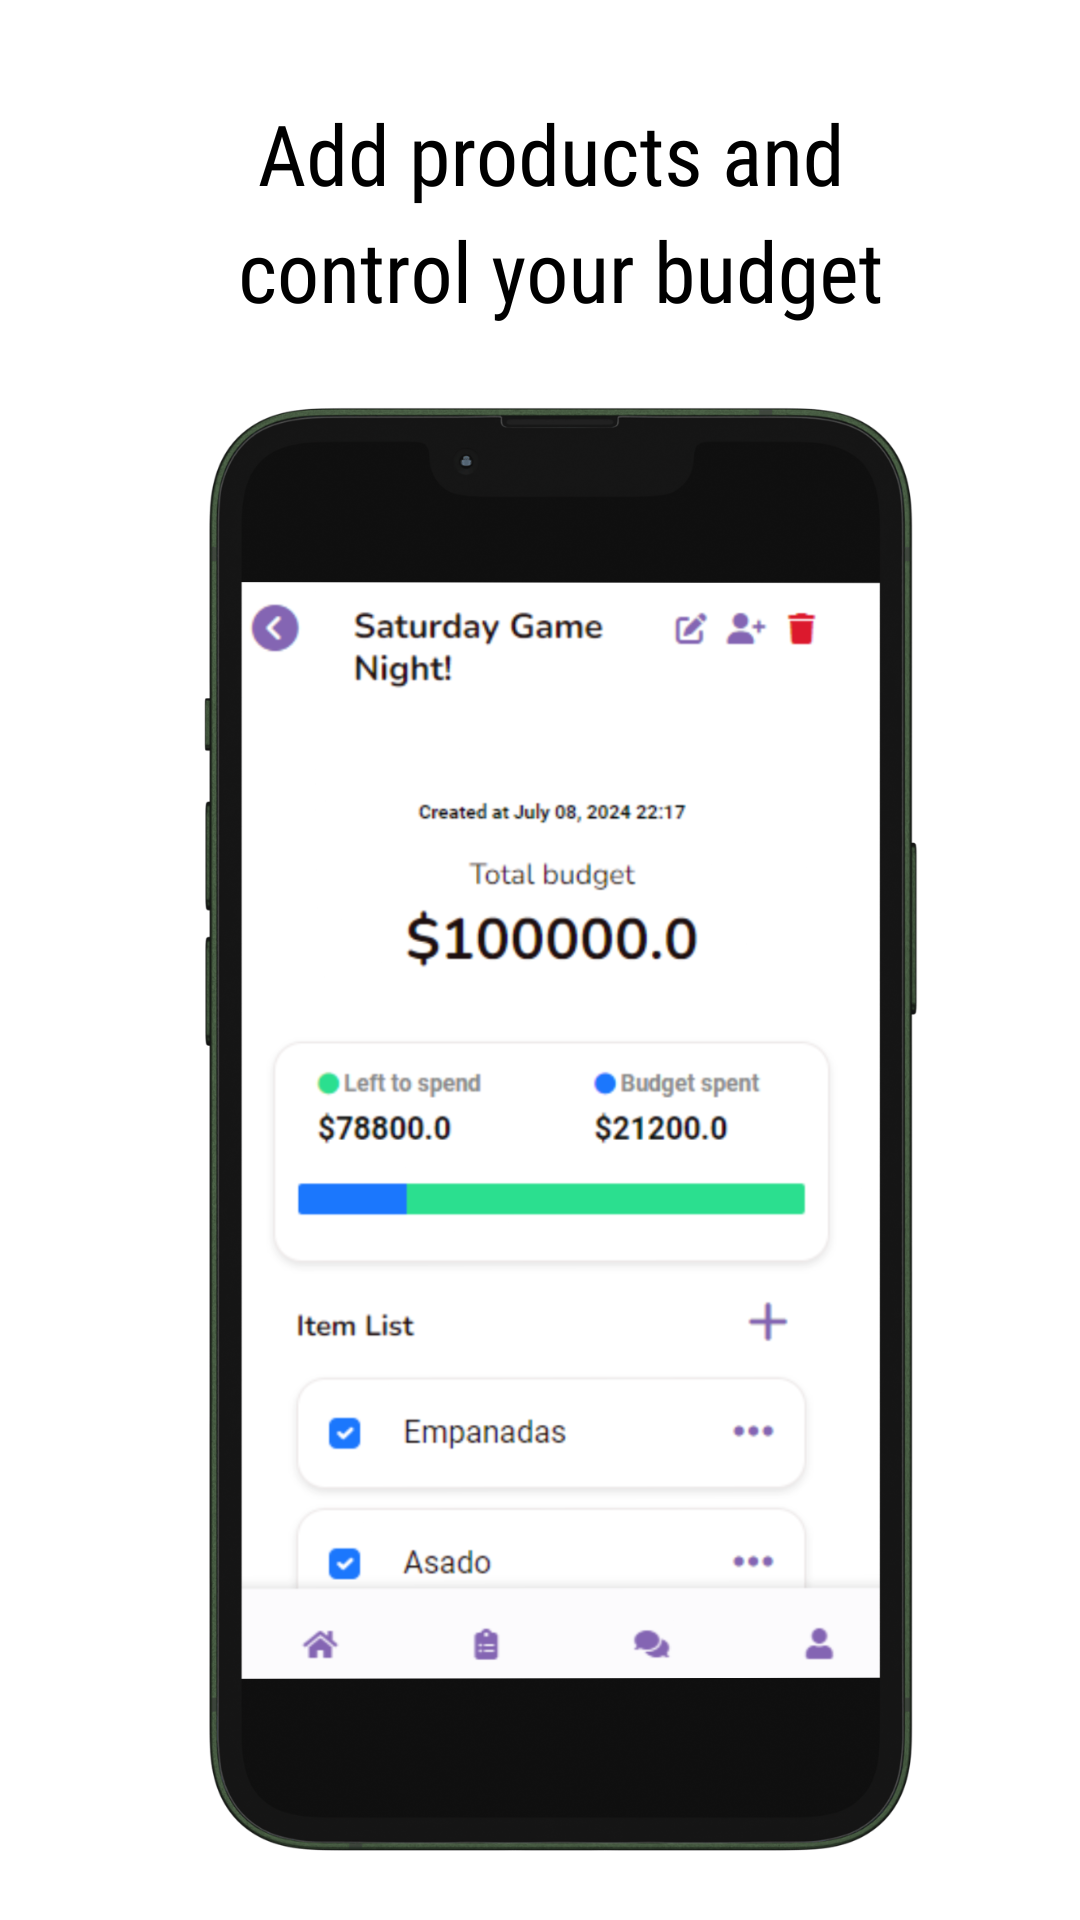 Add products and
control your budget
Saturday Game
Night!
Created at July 08, 2024 22:17
Total budget
$100000.0
Left to spend
Budget spent
$78800.0
$21200.0
Item List
Empanadas
Asado